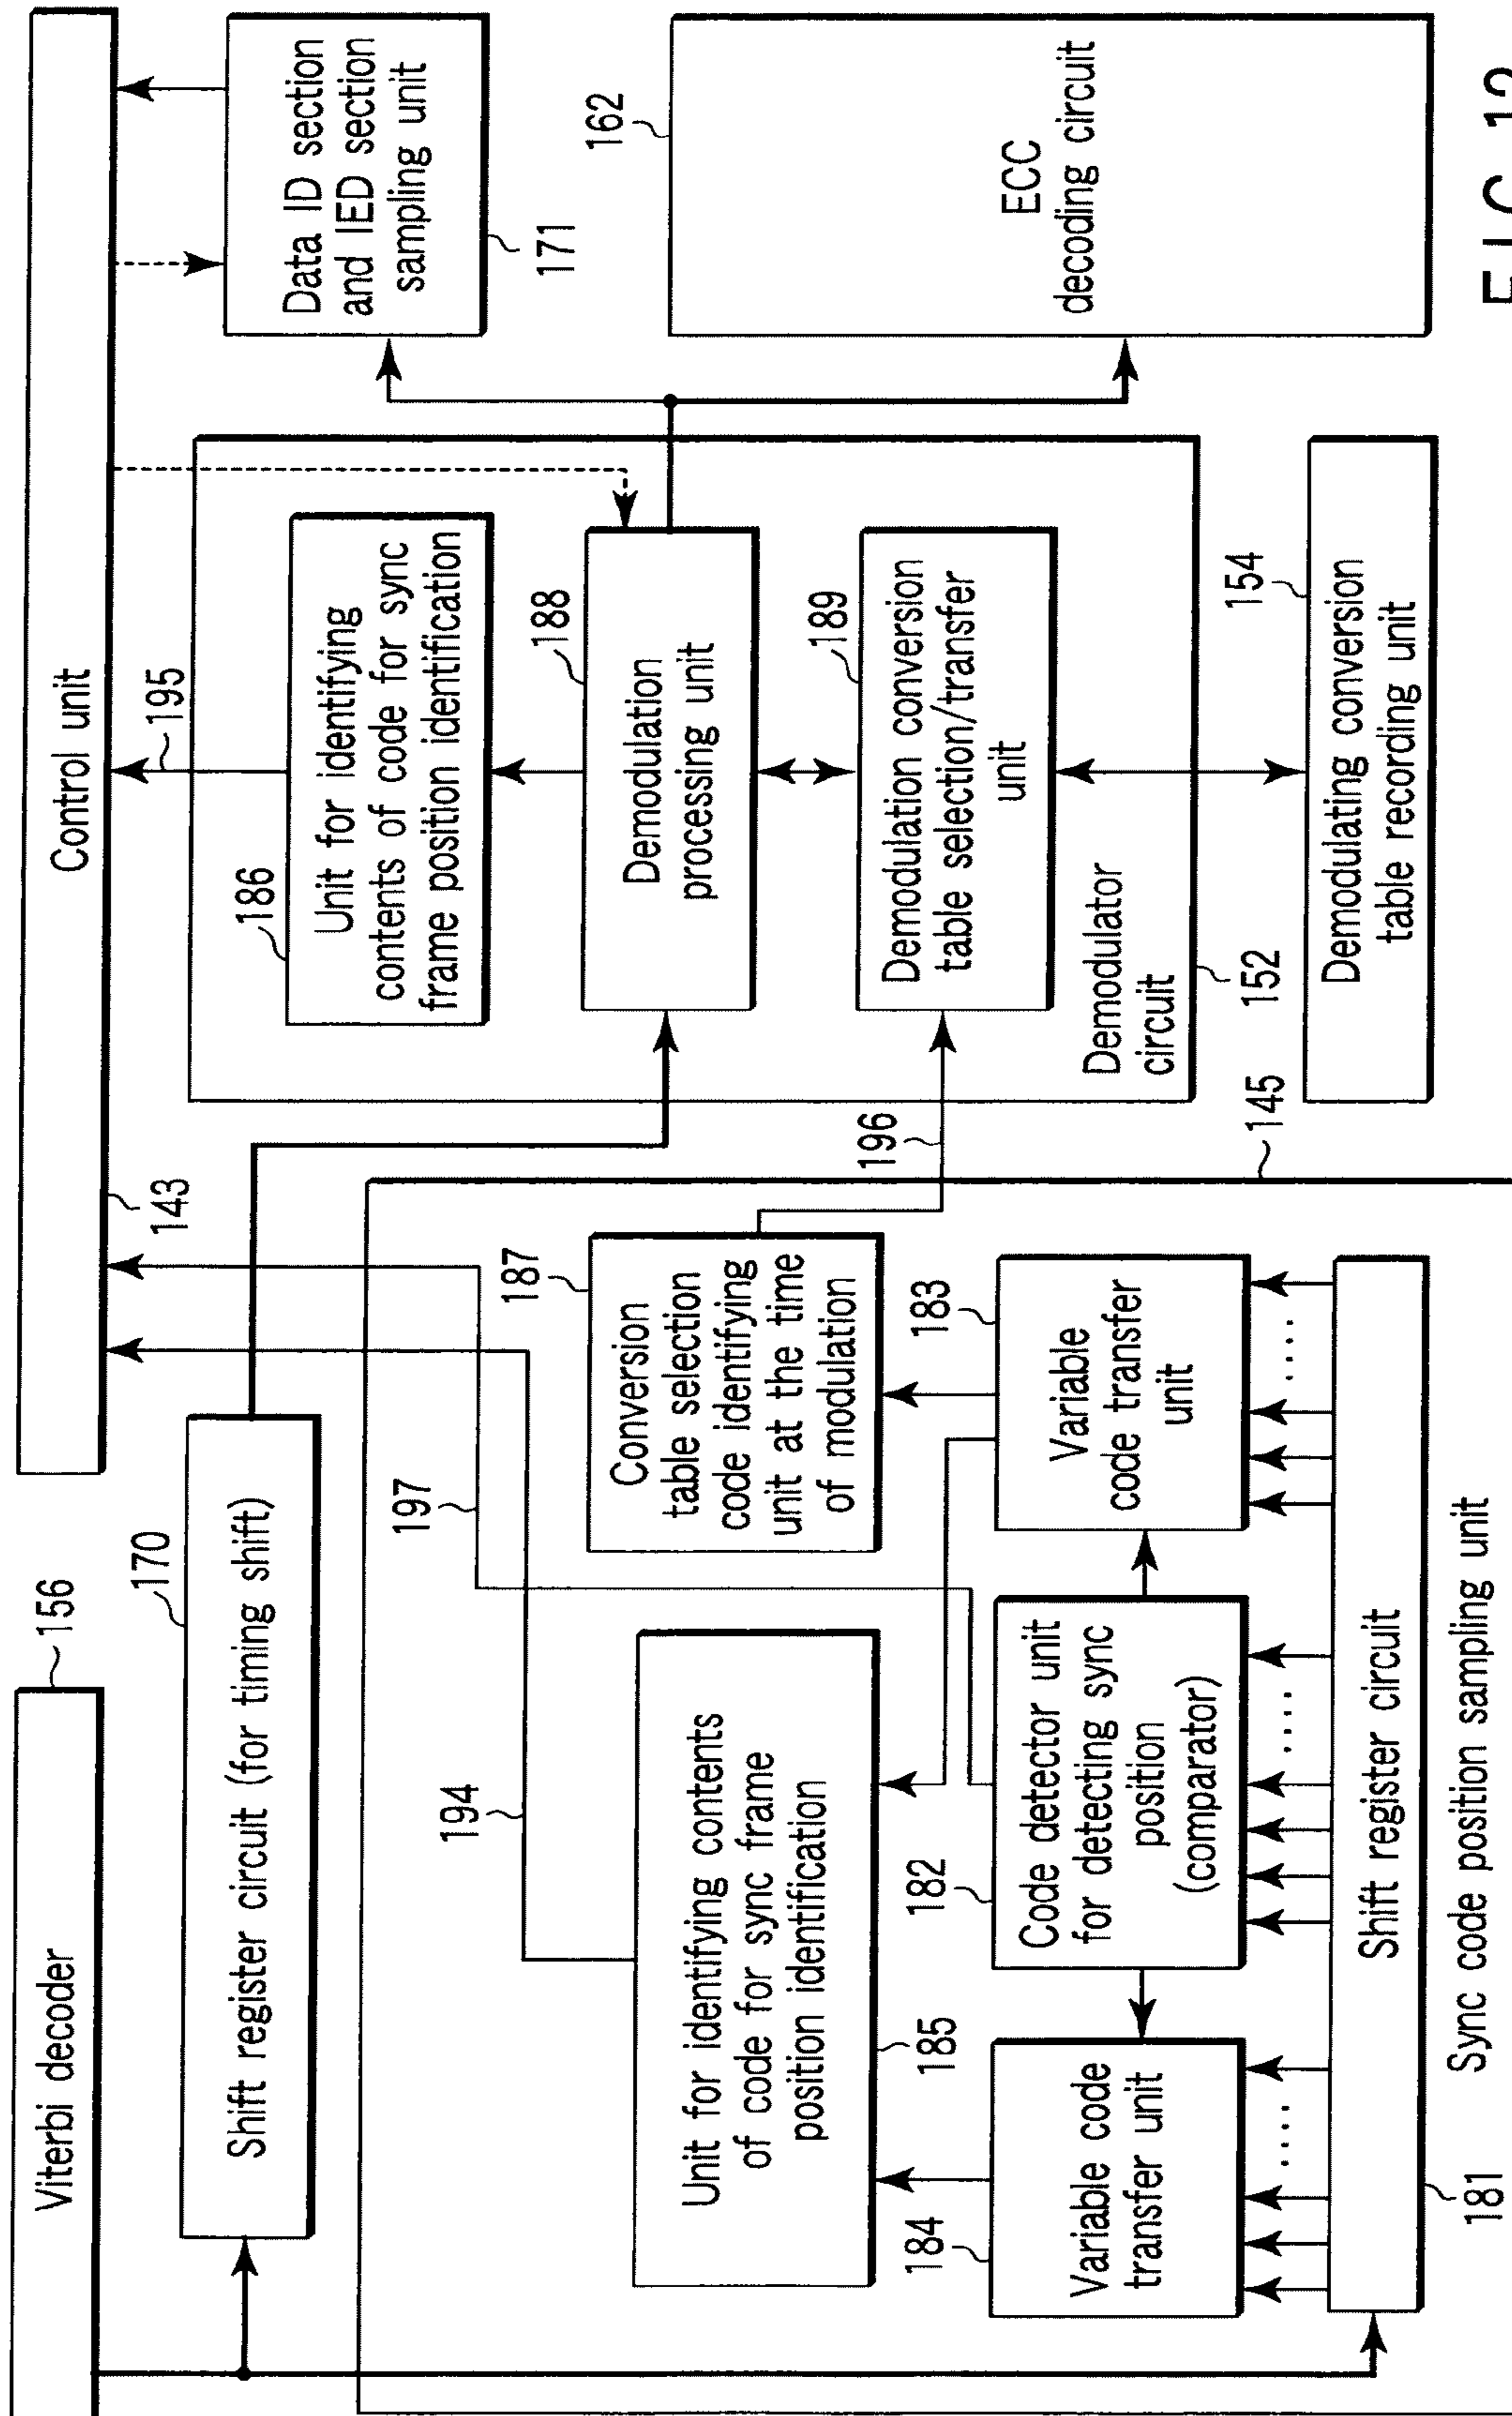 Viterbi decoder
156
Control unit
143
170
Shift register circuit (for timing shift)
194
197
195
Unit for identifying contents
of code for sync frame
position identification
185
187
Conversion
table selection
code identifying
unit at the time
of modulation
184
Variable code
transfer unit
182
Code detector unit
for detecting sync
position
(comparator)
183
Variable
code transfer
unit
Shift register circuit
181
Sync code position sampling unit
145
196
186
Unit for identifying
contents of code for sync
frame position identification
188
Demodulation
processing unit
189
Demodulation conversion
table selection/transfer
unit
Demodulator
circuit
152
154
Demodulating conversion
table recording unit
Data ID section
and IED section
sampling unit
171
162
ECC
decoding circuit